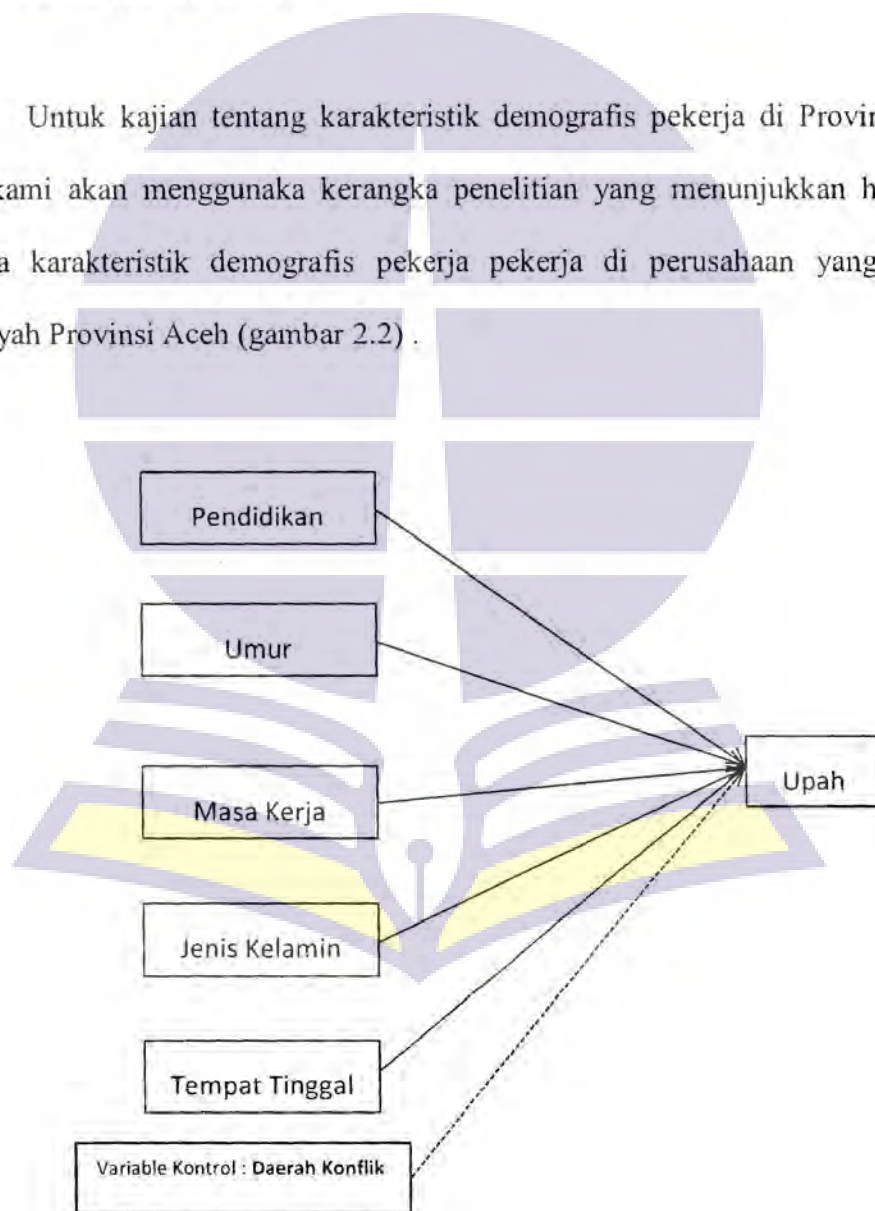 Untuk kajian tentang karakteristik demografis pekerja di Provin
kami akan menggunaka kerangka penelitian yang menunjukkan h
a karakteristik demografis pekerja pekerja di perusahaan yang
yah Provinsi Aceh (gambar 2.2) .
Pendidikan
Umur
Masa Kerja
Upah
Jenis Kelamin
Tempat Tinggal
Variable Kontrol : Daerah Konflik